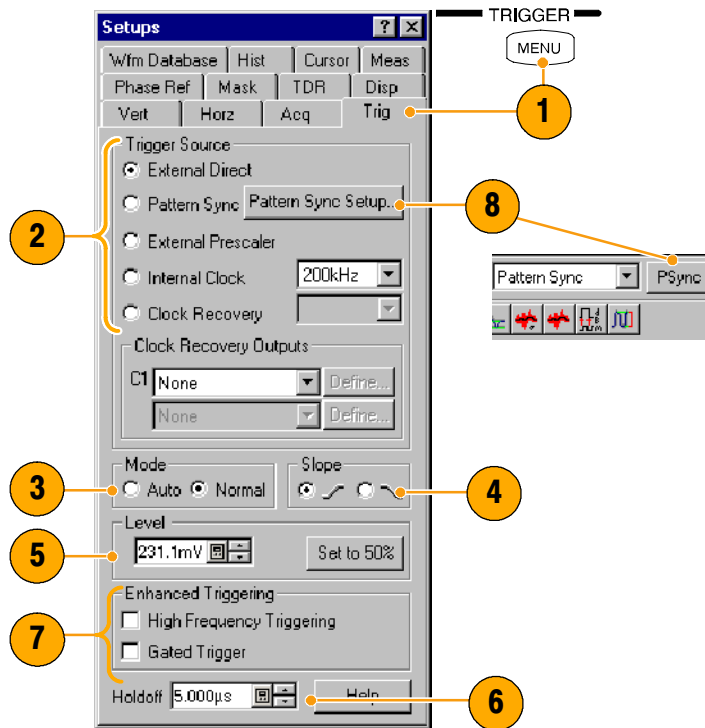 Setups
TRIGGER
MENU
Wfm Database Hist Cursor Meas
Phase Ref Mask TDR Disp
Vert Horz Acq Trig
1
Trigger Source
External Direct
Pattern Sync Pattern Sync Setup...
8
2
External Prescaler
Internal Clock 200kHz
Pattern Sync PSync
Clock Recovery
Clock Recovery Outputs
C1 None Define...
None Define...
Mode Slope
3
Auto Normal
4
Level
5
231.1mV Set to 50%
Enhanced Triggering
High Frequency Triggering
7
Gated Trigger
Holdoff 5.000µs Help
6